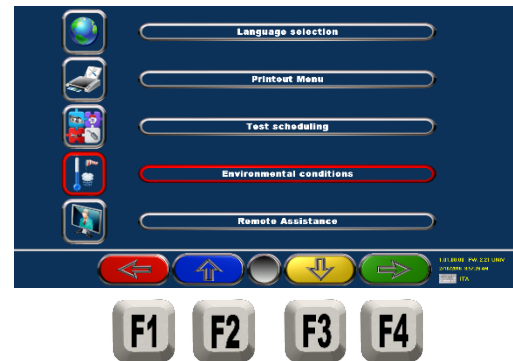 Language selection
Printout Menu
Test scheduling
Environmental conditions
Remote Assistance
ITA
F1 F2 F3 F4